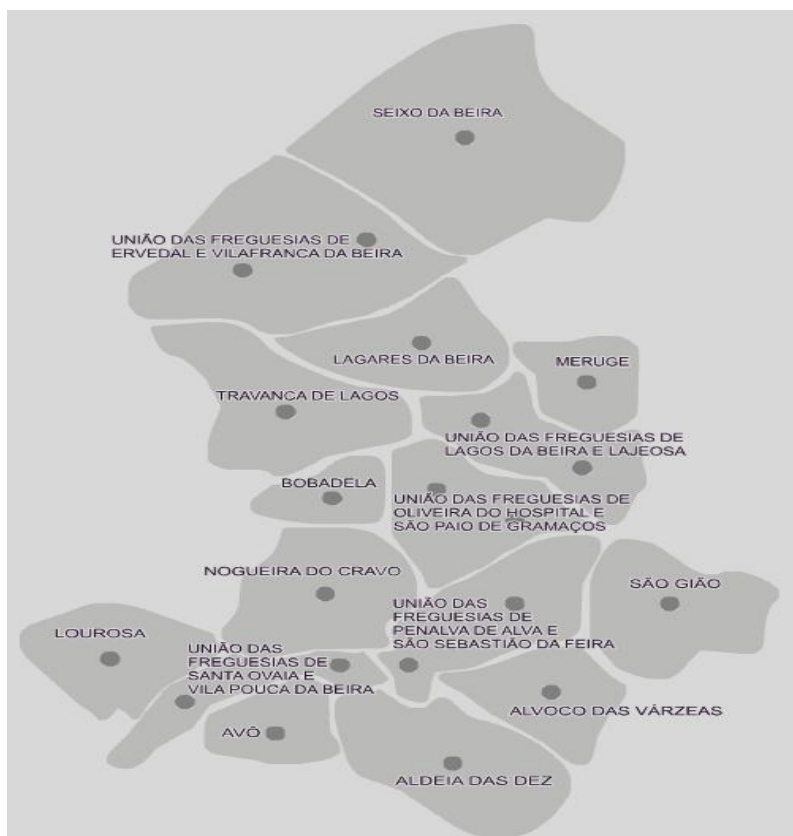 SEIXO DA BEIRA
UNIÃO DAS FREGUESIAS DE
ERVEDAL E VILAFRANCA DA BEIRA
LAGARES DA BEIRA
MERUGE
TRAVANCA DE LAGOS
UNIÃO DAS FREGUESIAS DE
LAGOS DA BEIRA E LAJEOSA
BOBADELA
UNIÃO DAS FREGUESIAS DE
OLIVEIRA DO HOSPITAL E
SÃO PAIO DE GRAMAÇOS
NOGUEIRA DO CRAVO
SÃO GIÃO
UNIÃO DAS
FREGUESIAS DE
PENALVA DE ALVA E
SÃO SEBASTIÃO DA FEIRA
LOUROSA
UNIÃO DAS
FREGUESIAS DE
SANTA OVAIA E
VILA POUCA DA BEIRA
ALVOCO DAS VÁRZEAS
AVÔ
ALDEIA DAS DEZ